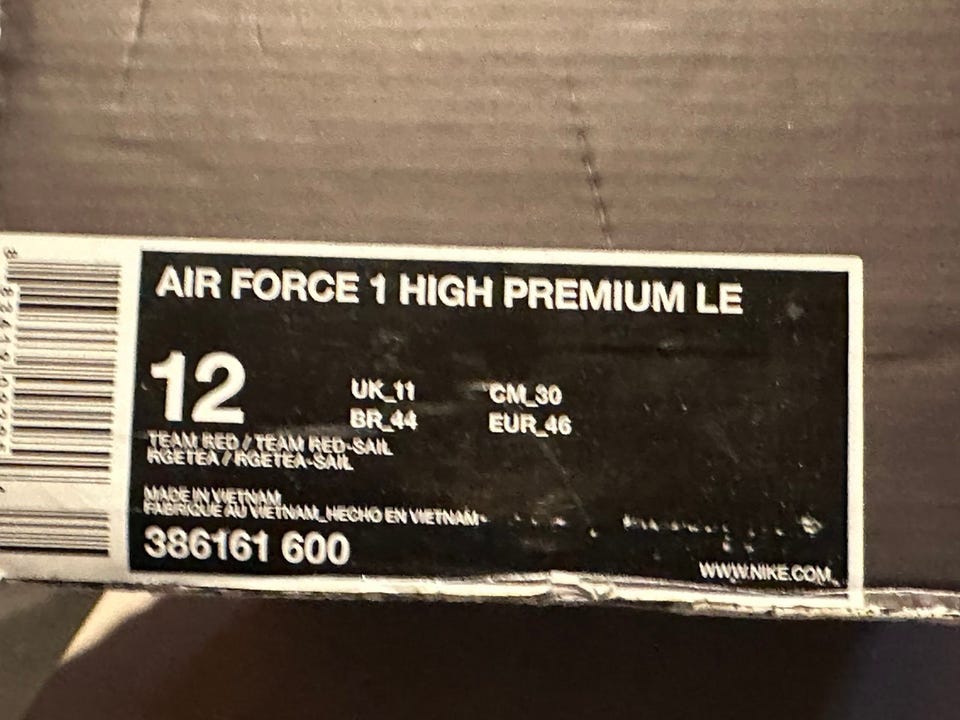 AIR FORCE 1 HIGH PREMIUM LE
12
UK_11 CM_30
BR_44 EUR_46
TEAM RED / TEAM RED-SAIL
RGETEA / RGETEA-SAIL
MADE IN VIETNAM
FABRIQUE AU VIETNAM_HECHO EN VIETNAM
386161 600
WWW.NIKE.COM